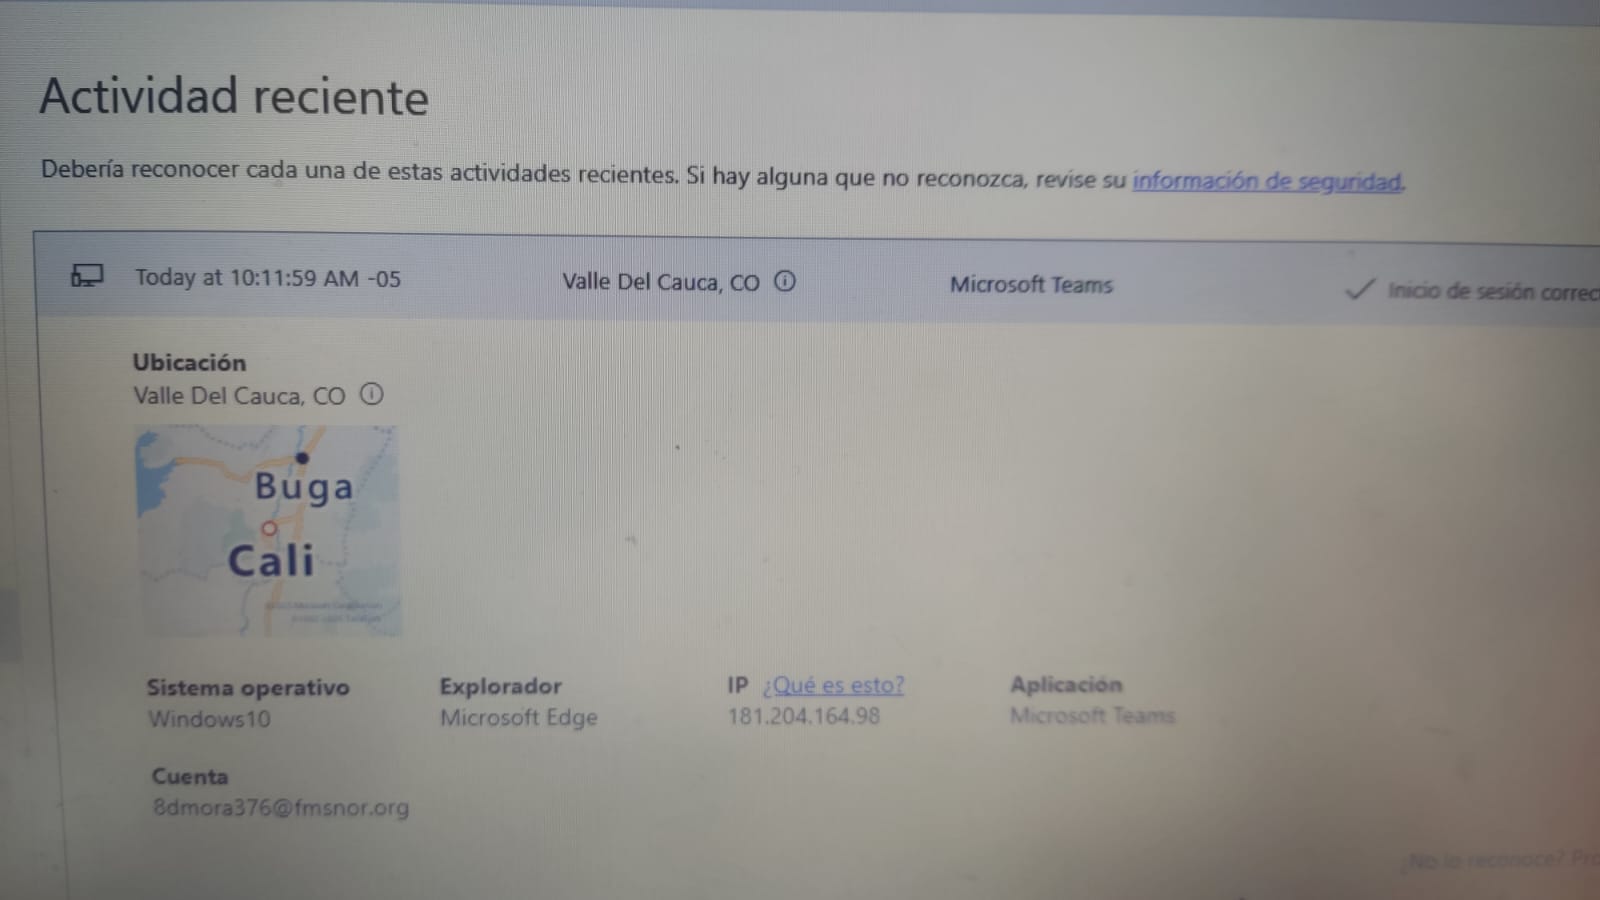 Actividad reciente
Debería reconocer cada una de estas actividades recientes. Si hay alguna que no reconozca, revise su información de seguridad.
Today at 10:11:59 AM -05 Valle Del Cauca, CO Microsoft Teams Inicio de sesión correc
Ubicación
Valle Del Cauca, CO
Buga
Cali
Sistema operativo Explorador IP ¿Qué es esto? Aplicación
Windows10 Microsoft Edge 181.204.164.98 Microsoft Teams
Cuenta
8dmora376@fmsnor.org
¿No lo reconoce? Pro